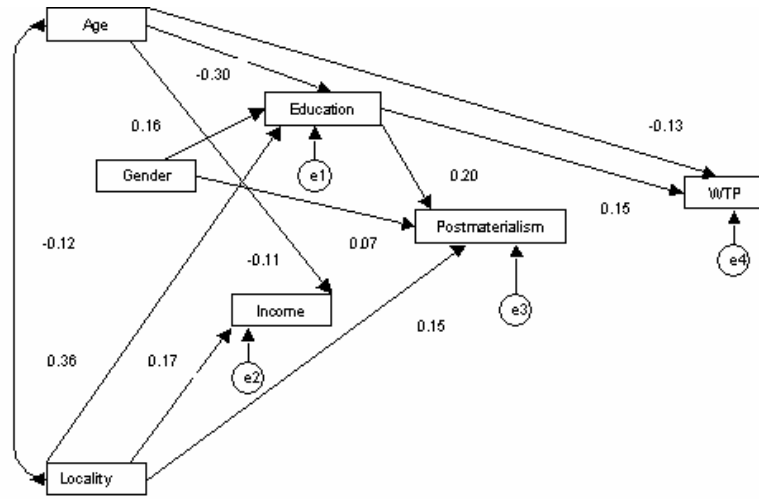 Age
-0.30
Education
0.16
-0.13
Gender
e1
0.20
WTP
0.15
Postmaterialism
-0.12
-0.11
0.07
e4
Income
e3
0.15
0.36
0.17
e2
Locality